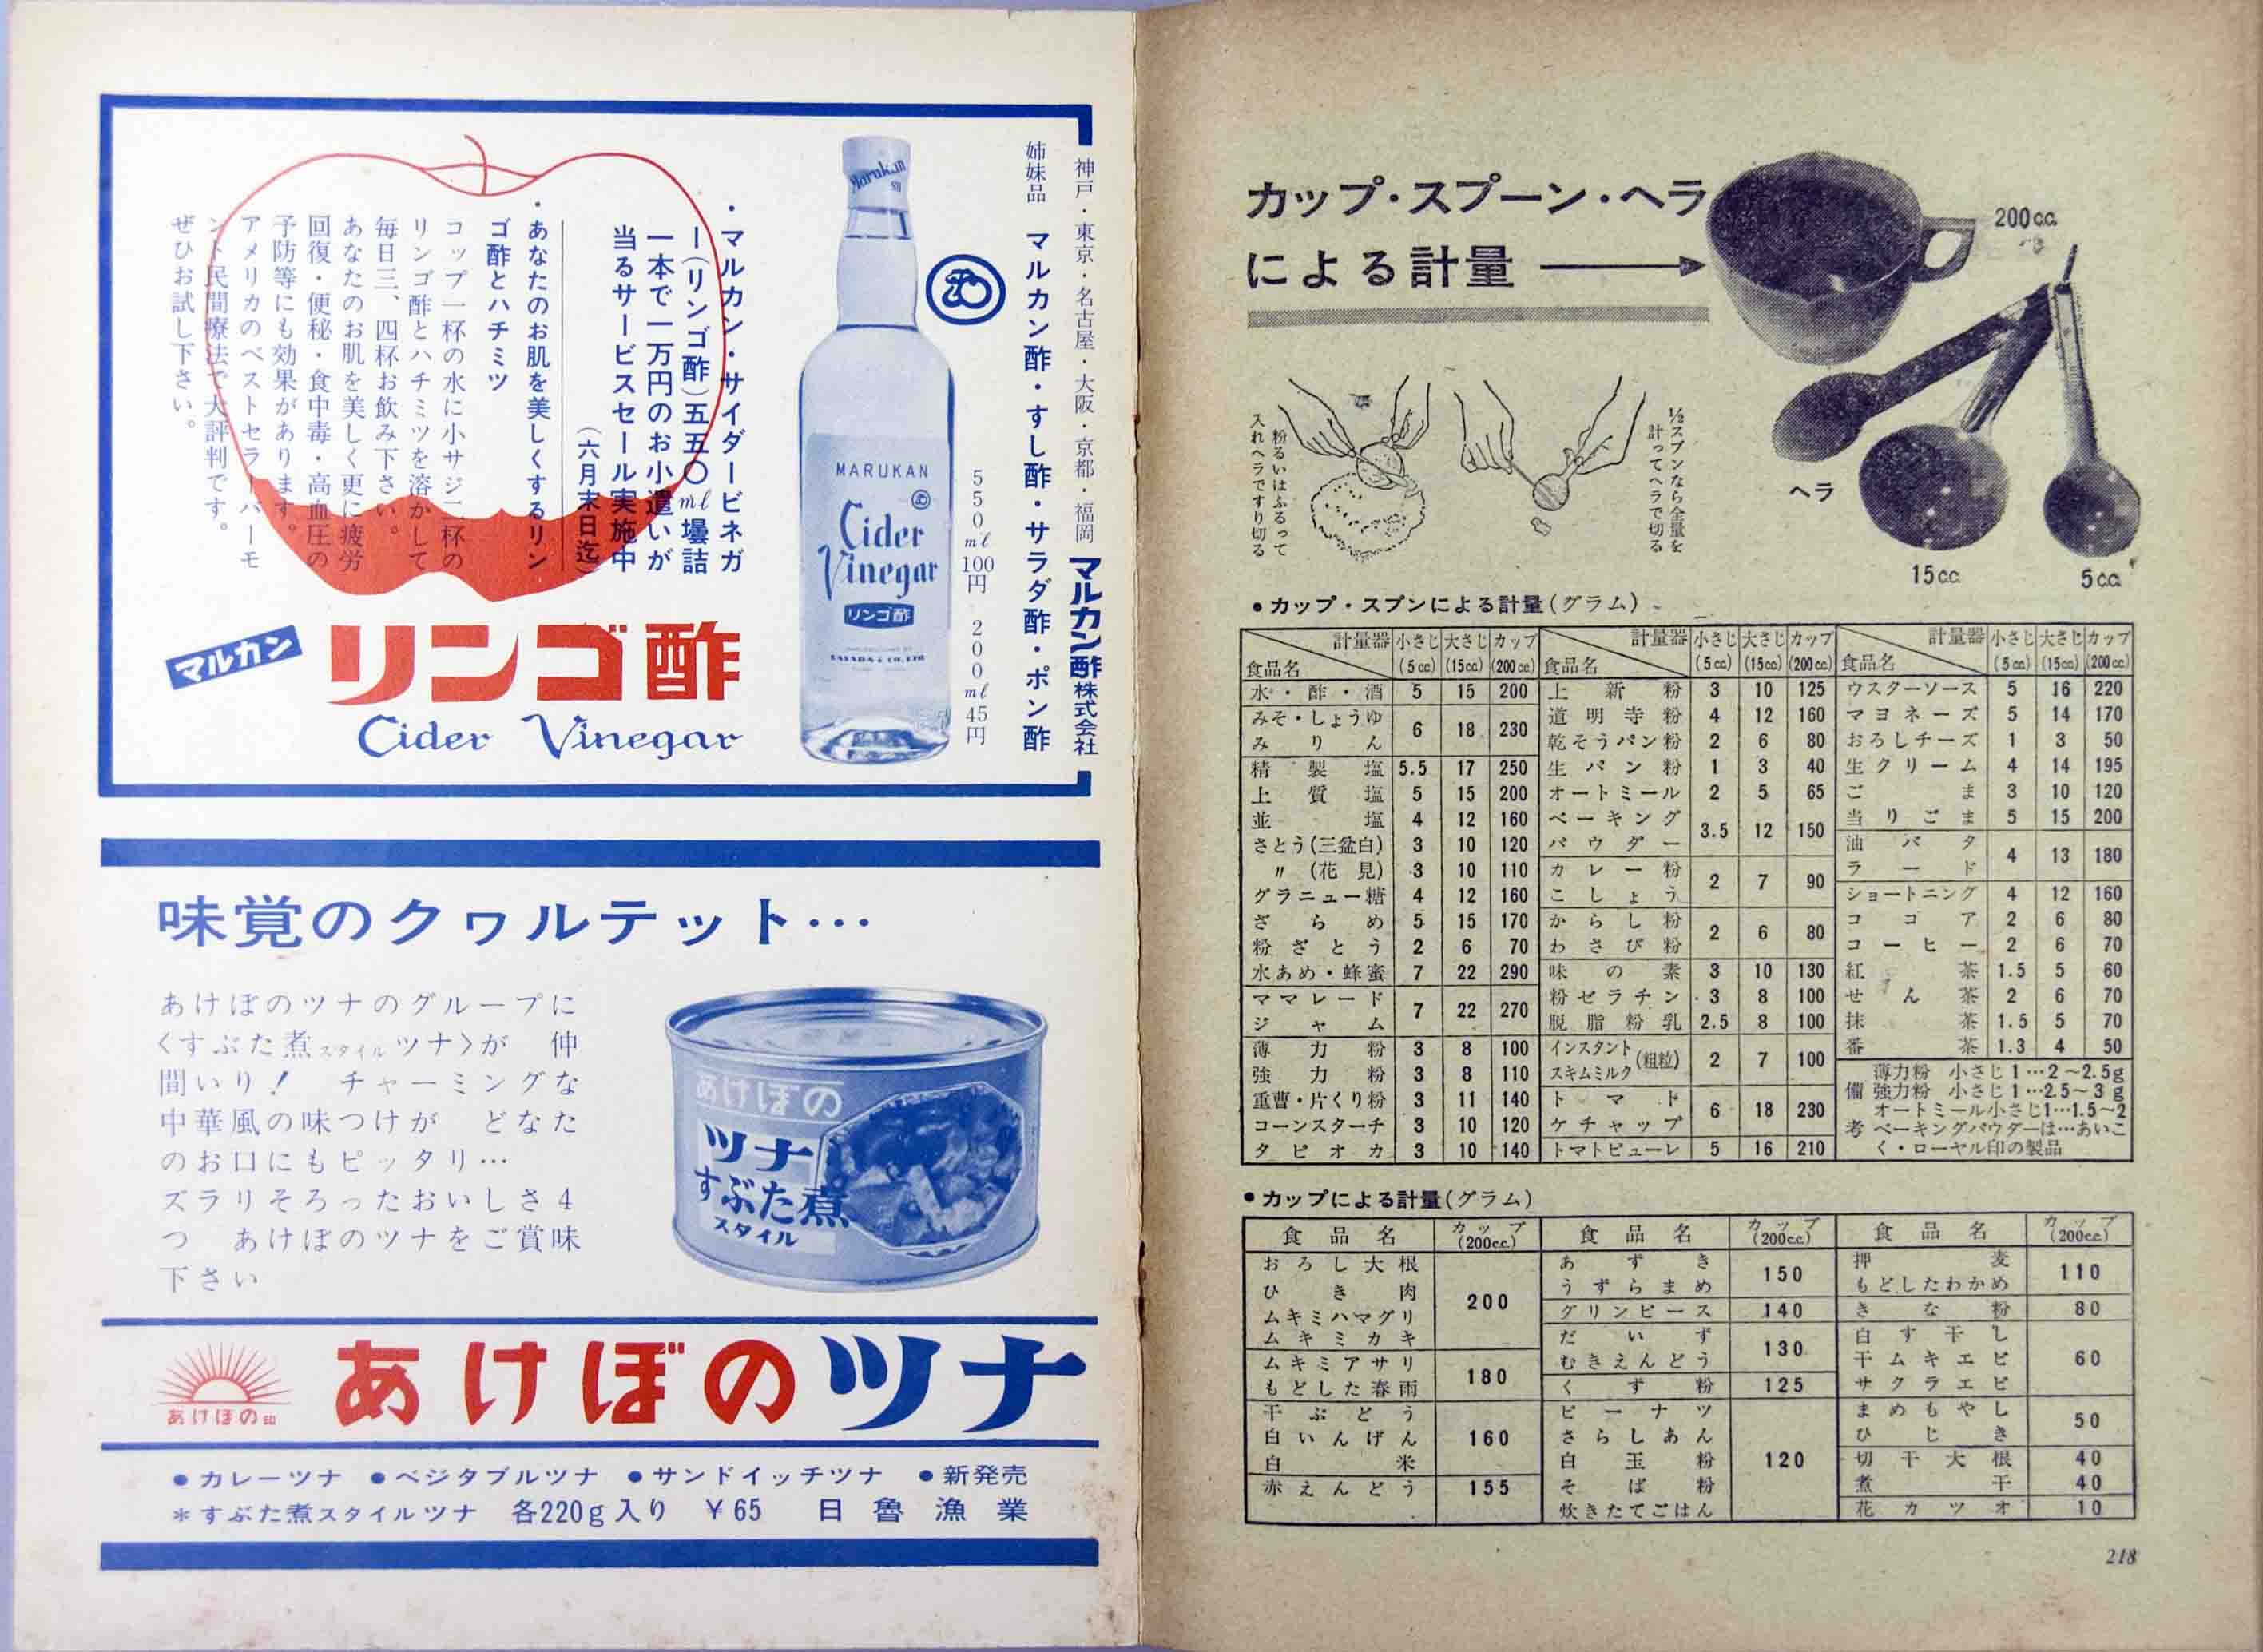 神戸・東京・名古屋・大阪・京都・福岡 マルカン酢株式会社
姉妹品 マルカン酢・すし酢・サラダ酢・ポン酢
550ml 100円 200ml 45円
Marukan
MARUKAN
Cider
Vinegar
リンゴ酢
・マルカン・サイダービネガ
ー(リンゴ酢)五五〇ml壜詰
一本で一万円のお小遣いが
当るサービスセール実施中
(六月末日迄)
・あなたのお肌を美しくするリン
ゴ酢とハチミツ
コップ一杯の水に小サジ二杯の
リンゴ酢とハチミツを溶かして
毎日三、四杯お飲み下さい。
あなたのお肌を美しく更に疲労
回復・便秘・食中毒・高血圧の
予防等にも効果があります。
アメリカのベストセラーバーモ
ント民間療法で大評判です。
ぜひお試し下さい。
マルカン
リンゴ酢
Cider Vinegar
味覚のクヮルテット…
あけぼのツナのグループに
〈すぶた煮スタイルツナ〉が 仲
間いり! チャーミングな
中華風の味つけが どなた
のお口にもピッタリ…
ズラリそろったおいしさ4
つ あけぼのツナをご賞味
下さい
あけぼの
ツナ
すぶた煮
スタイル
あけぼの印
あけぼのツナ
●カレーツナ ●ベジタブルツナ ●サンドイッチツナ ●新発売
*すぶた煮スタイルツナ 各220g入り ¥65 日魯漁業
カップ・スプーン・ヘラ
による計量
200cc
ヘラ
15cc
5cc
½スプンなら全量を
計ってヘラで切る
粉るいはふるって
入れヘラですり切る
●カップ・スプンによる計量(グラム)
計量器 食品名 小さじ(5cc) 大さじ(15cc) カップ(200cc)
水・酢・酒 5 15 200
みそ・しょうゆ みりん 6 18 230
精製塩 5.5 17 250
上質塩 5 15 200
並塩 4 12 160
さとう(三盆白) 3 10 120
〃(花見) 3 10 110
グラニュー糖 4 12 160
ざらめ 5 15 170
粉ざとう 2 6 70
水あめ・蜂蜜 7 22 290
ママレード ジャム 7 22 270
薄力粉 3 8 100
強力粉 3 8 110
重曹・片くり粉 3 11 140
コーンスターチ 3 10 120
タピオカ 3 10 140
計量器 食品名 小さじ(5cc) 大さじ(15cc) カップ(200cc)
上新粉 3 10 125
道明寺粉 4 12 160
乾そうパン粉 2 6 80
生パン粉 1 3 40
オートミール 2 5 65
ベーキング パウダー 3.5 12 150
カレー粉 こしょう 2 7 90
からし粉 わさび粉 2 6 80
味の素 3 10 130
粉ゼラチン 3 8 100
脱脂粉乳 2.5 8 100
インスタント スキムミルク(粗粒) 2 7 100
トマト ケチャップ 6 18 230
トマトピューレ 5 16 210
計量器 食品名 小さじ(5cc) 大さじ(15cc) カップ(200cc)
ウスターソース 5 16 220
マヨネーズ 5 14 170
おろしチーズ 1 3 50
生クリーム 4 14 195
ごま 3 10 120
当りごま 5 15 200
油 バタ ラード 4 13 180
ショートニング 4 12 160
ココア 2 6 80
コーヒー 2 6 70
紅茶 1.5 5 60
せん茶 2 6 70
抹茶 1.5 5 70
番茶 1.3 4 50
備考
薄力粉 小さじ1…2〜2.5g
強力粉 小さじ1…2.5〜3g
オートミール小さじ1…1.5〜2
ベーキングパウダーは…あいこ
く・ローヤル印の製品
●カップによる計量(グラム)
食品名 カップ(200cc)
おろし大根 ひき肉 ムキミハマグリ ムキミカキ 200
ムキミアサリ もどした春雨 180
干ぶどう 白いんげん 白米 160
赤えんどう 155
食品名 カップ(200cc)
あずき うずらまめ 150
グリンピース 140
だいず むきえんどう 130
くず粉 125
ピーナツ さらしあん 白玉粉 そば粉 炊きたてごはん 120
食品名 カップ(200cc)
押麦 もどしたわかめ 110
きな粉 80
白す干し 干ムキエビ サクラエビ 60
まめもやし ひじき 50
切干大根 40
煮干 40
花カツオ 10
218